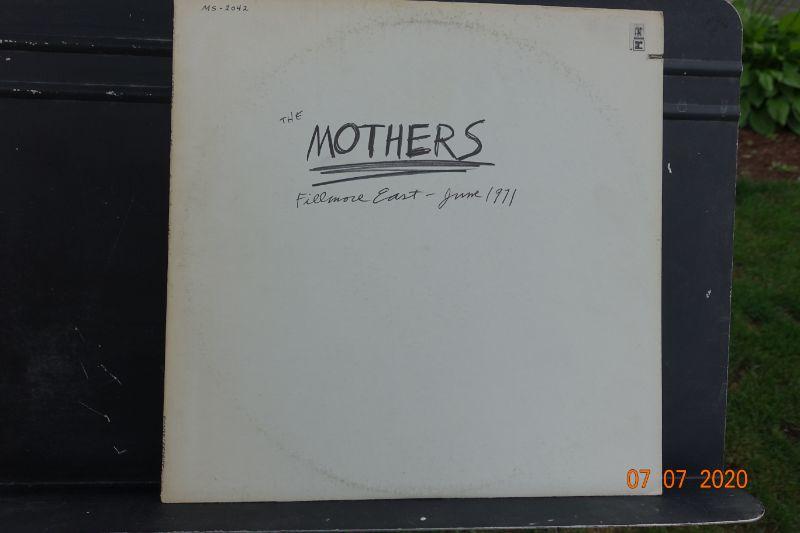 MS-2042
THE
MOTHERS
Fillmore East - June 1971
07 07 2020